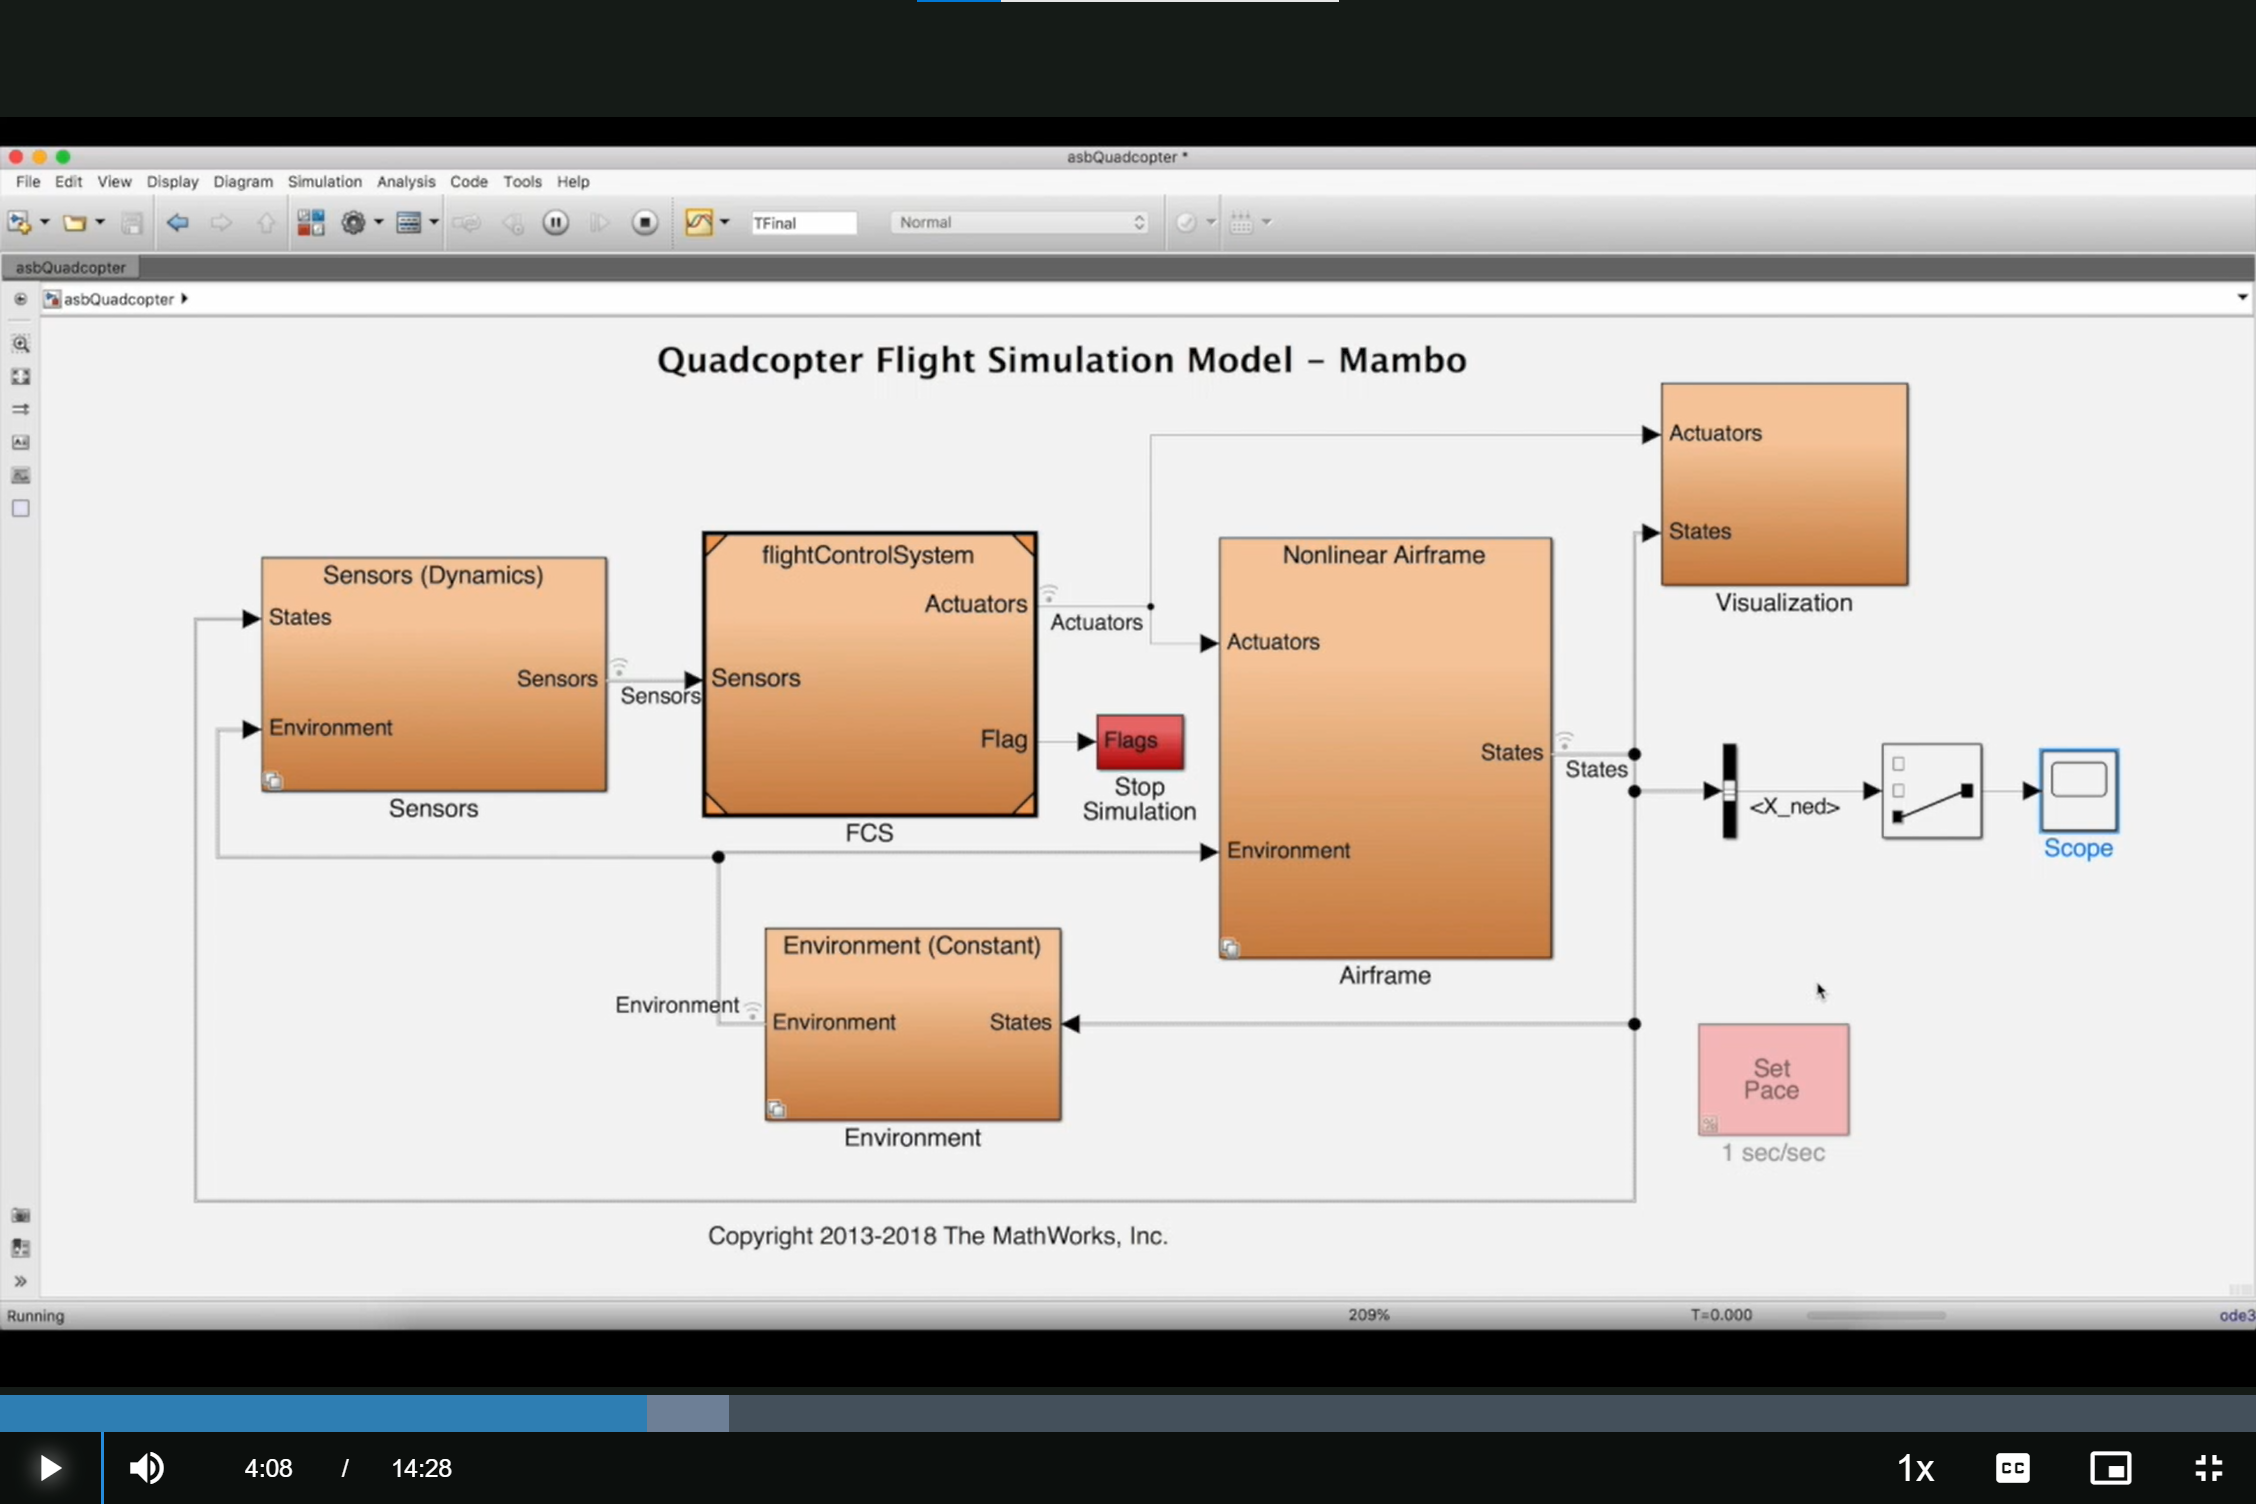 asbQuadcopter *
File Edit View Display Diagram Simulation Analysis Code Tools Help
TFinal Normal
asbQuadcopter
asbQuadcopter
Quadcopter Flight Simulation Model – Mambo
Actuators
States
Visualization
Sensors (Dynamics)
States
Sensors
Environment
Sensors
Sensors
flightControlSystem
Actuators
Sensors
Flag
FCS
Actuators
Flags
Stop
Simulation
Nonlinear Airframe
Actuators
States
Environment
Airframe
States
<X_ned>
Scope
Environment (Constant)
Environment
Environment States
Environment
Set
Pace
1 sec/sec
Copyright 2013-2018 The MathWorks, Inc.
Running 209% T=0.000 ode3
4:08 / 14:28 1x CC